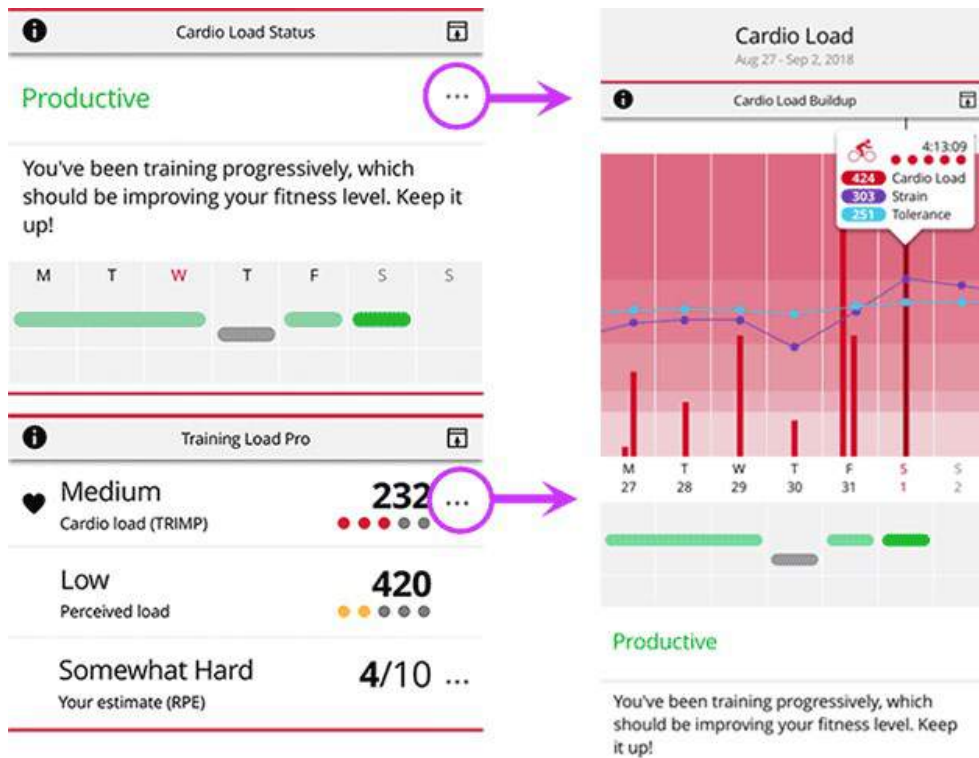 Cardio Load Status
Productive
You've been training progressively, which
should be improving your fitness level. Keep it
up!
M T W T F S S
Training Load Pro
Medium 232
Cardio load (TRIMP)
Low 420
Perceived load
Somewhat Hard 4/10
Your estimate (RPE)
Cardio Load
Aug 27 - Sep 2, 2018
Cardio Load Buildup
4:13:09
424 Cardio Load
303 Strain
251 Tolerance
M T W T F S S
27 28 29 30 31 1 2
Productive
You've been training progressively, which
should be improving your fitness level. Keep
it up!